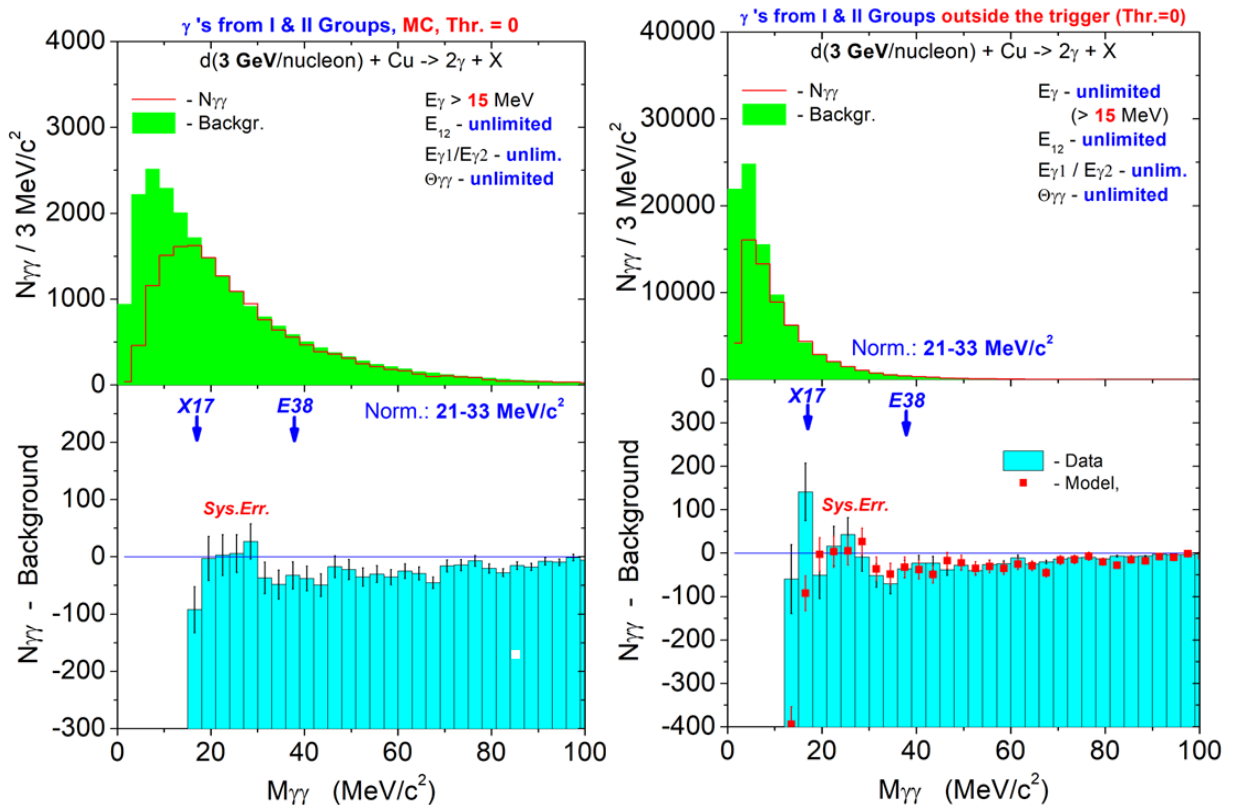 γ 's from I & II Groups, MC, Thr. = 0
4000
3000
2000
1000
0
Nγγ / 3 MeV/c²
d(3 GeV/nucleon) + Cu -> 2γ + X
- Nγγ
- Backgr.
Eγ > 15 MeV
E₁₂ - unlimited
Eγ1/Eγ2 - unlim.
Θγγ - unlimited
X17
E38
Norm.: 21-33 MeV/c²
200
100
0
-100
-200
-300
Nγγ - Background
Sys.Err.
0 20 40 60 80 100
Mγγ (MeV/c²)
γ 's from I & II Groups outside the trigger (Thr.=0)
40000
30000
20000
10000
0
Nγγ / 3 MeV/c²
d(3 GeV/nucleon) + Cu -> 2γ + X
- Nγγ
- Backgr.
Eγ - unlimited
(> 15 MeV)
E₁₂ - unlimited
Eγ1 / Eγ2 - unlim.
Θγγ - unlimited
Norm.: 21-33 MeV/c²
X17
E38
300
200
100
0
-100
-200
-300
-400
Nγγ - Background
- Data
- Model,
Sys.Err.
0 20 40 60 80 100
Mγγ (MeV/c²)